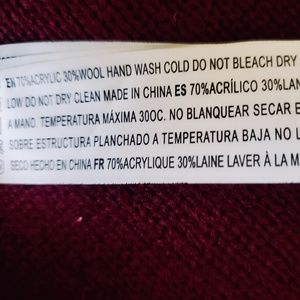 EN 70%ACRYLIC 30%WOOL HAND WASH COLD DO NOT BLEACH DRY
LOW DO NOT DRY CLEAN MADE IN CHINA ES 70%ACRÍLICO 30%LAN
A MANO. TEMPERATURA MÁXIMA 30OC. NO BLANQUEAR SECAR E
SOBRE ESTRUCTURA PLANCHADO A TEMPERATURA BAJA NO L
SECO HECHO EN CHINA FR 70%ACRYLIQUE 30%LAINE LAVER À LA M